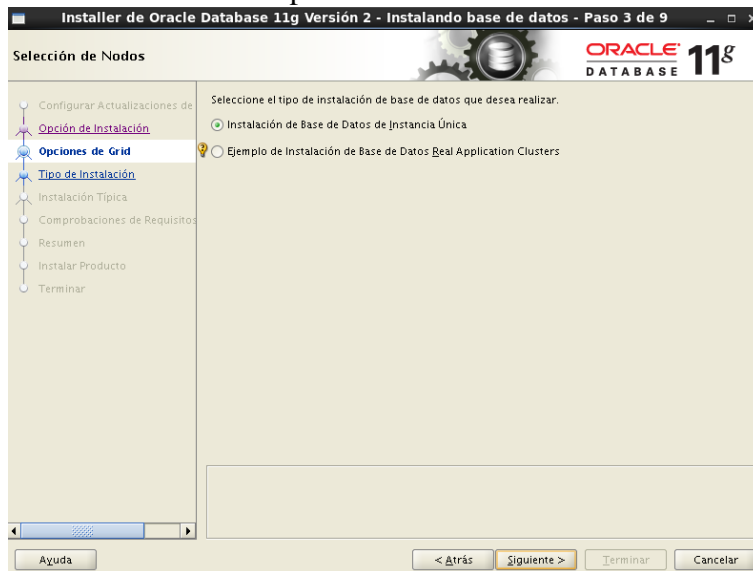 Installer de Oracle Database 11g Versión 2 - Instalando base de datos - Paso 3 de 9
Selección de Nodos
ORACLE
DATABASE 11g
Configurar Actualizaciones de
Opción de Instalación
Opciones de Grid
Tipo de Instalación
Instalación Típica
Comprobaciones de Requisitos
Resumen
Instalar Producto
Terminar
Seleccione el tipo de instalación de base de datos que desea realizar.
Instalación de Base de Datos de Instancia Única
Ejemplo de Instalación de Base de Datos Real Application Clusters
Ayuda
< Atrás
Siguiente >
Terminar
Cancelar